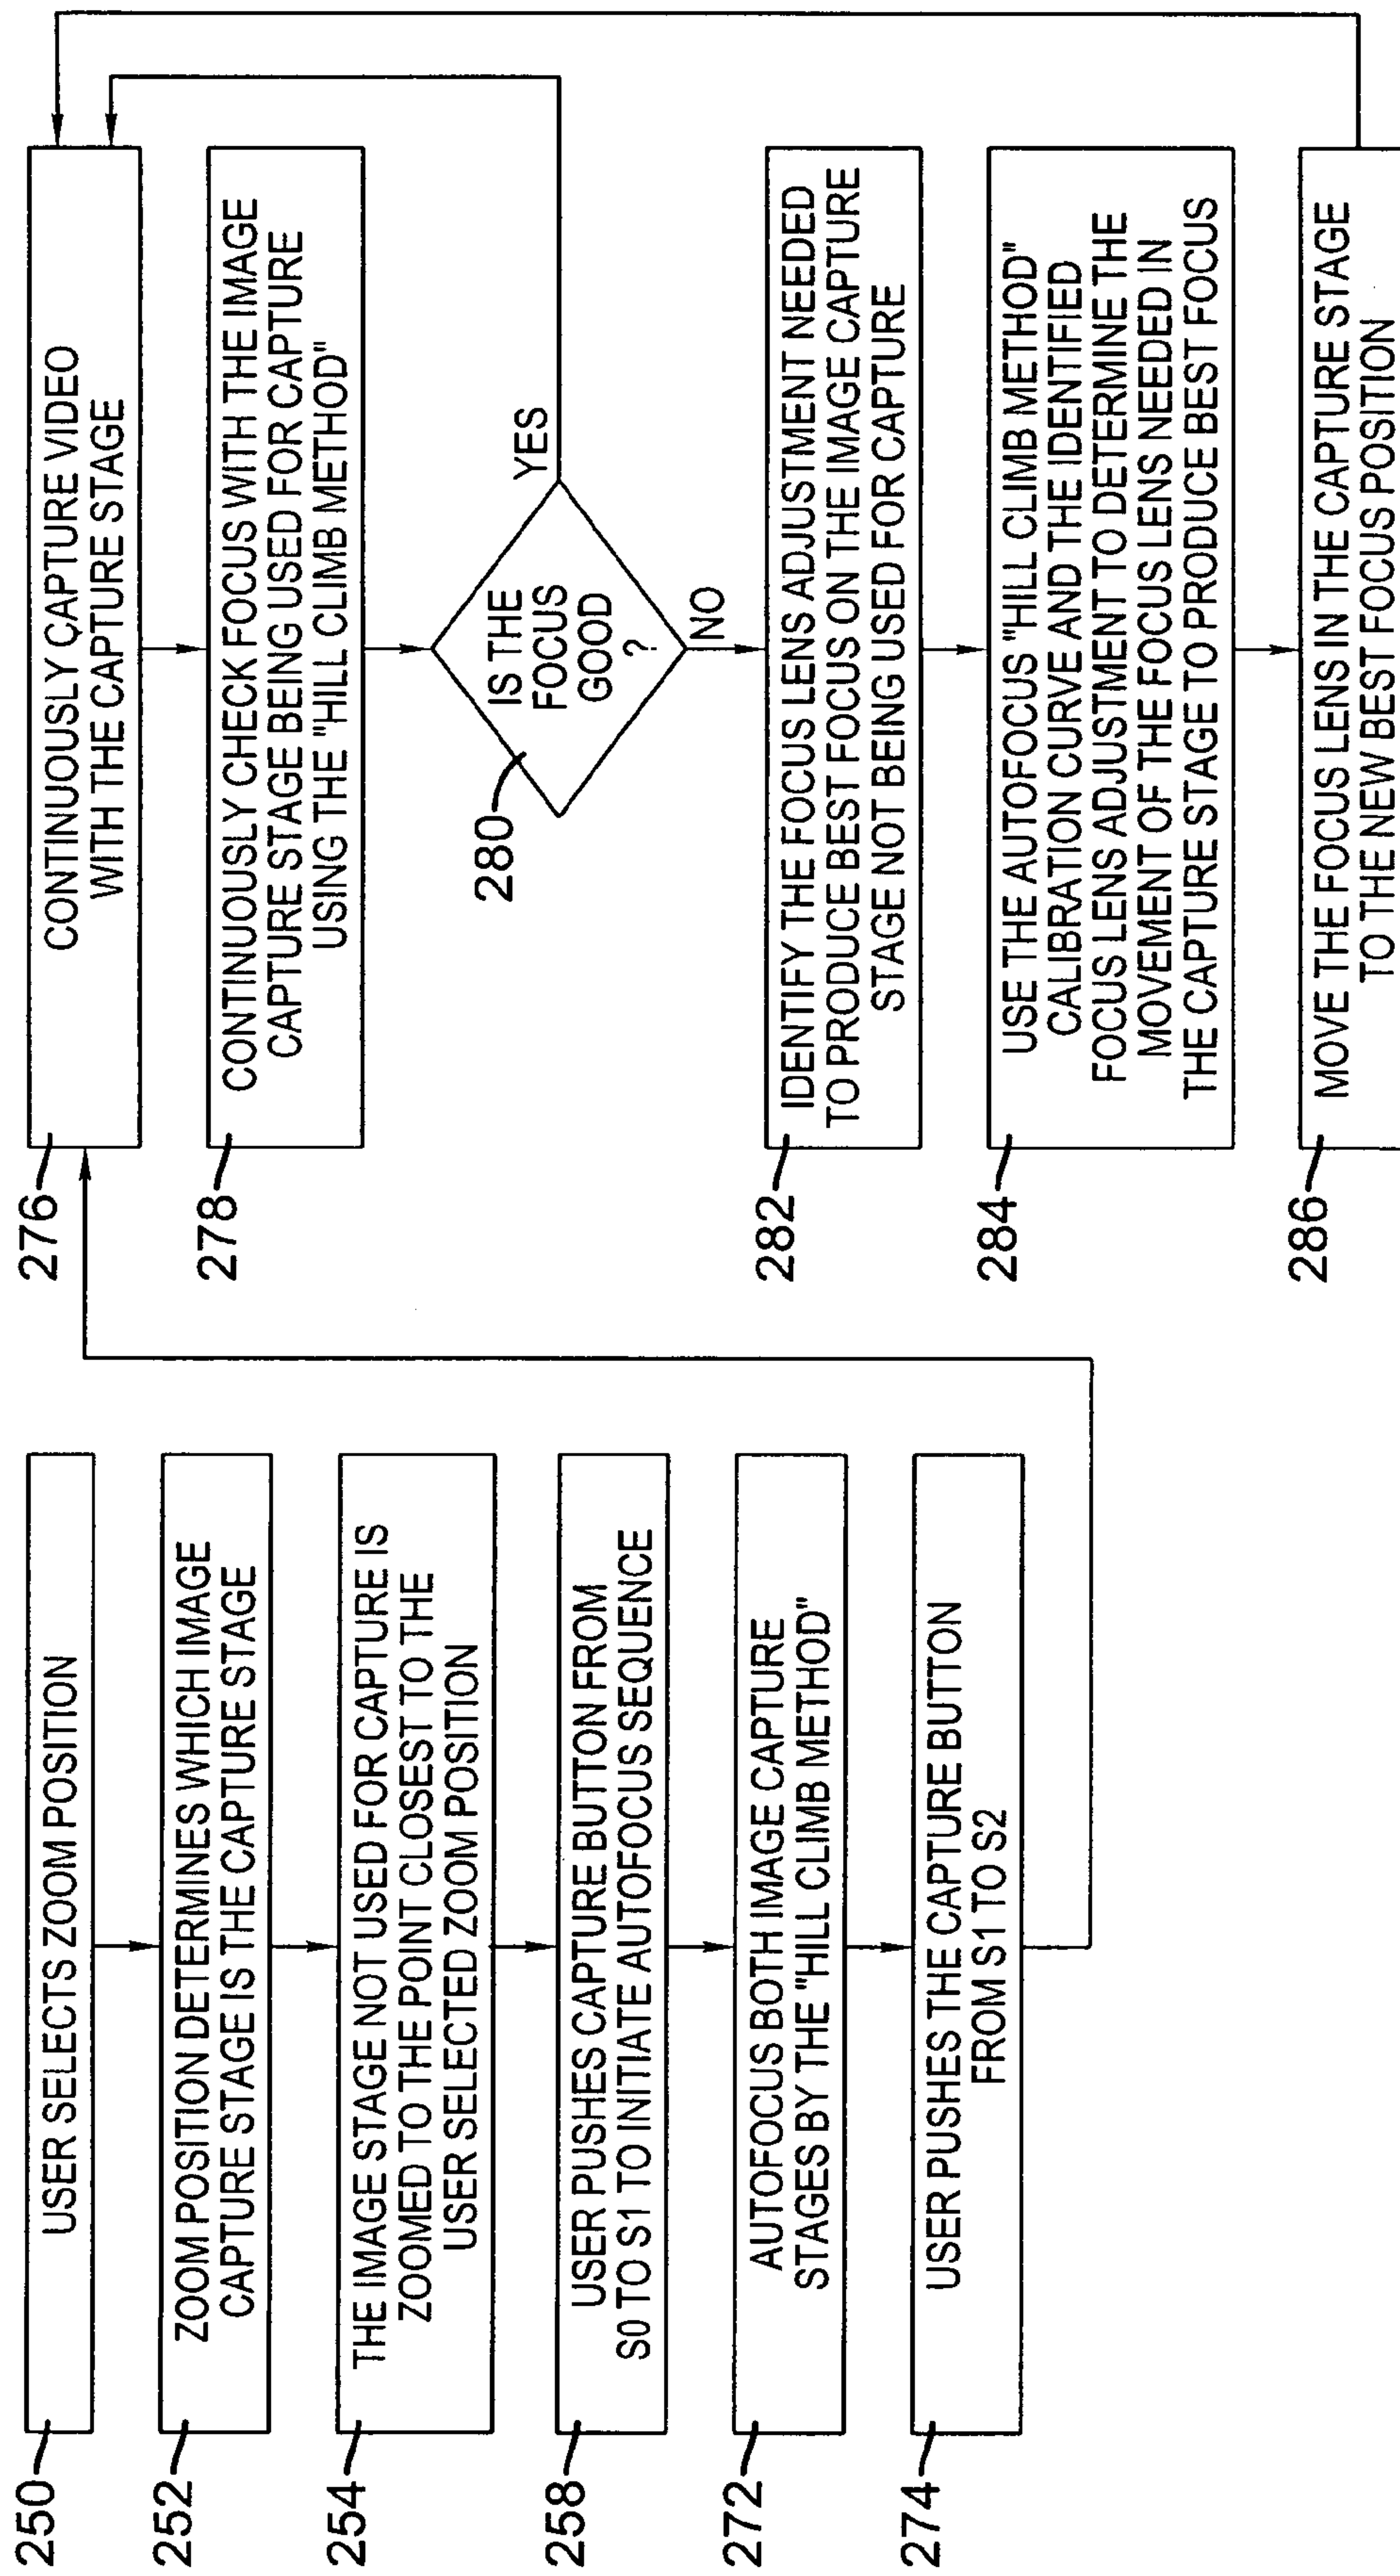 250
USER SELECTS ZOOM POSITION
252
ZOOM POSITION DETERMINES WHICH IMAGE
CAPTURE STAGE IS THE CAPTURE STAGE
254
THE IMAGE STAGE NOT USED FOR CAPTURE IS
ZOOMED TO THE POINT CLOSEST TO THE
USER SELECTED ZOOM POSITION
258
USER PUSHES CAPTURE BUTTON FROM
S0 TO S1 TO INITIATE AUTOFOCUS SEQUENCE
272
AUTOFOCUS BOTH IMAGE CAPTURE
STAGES BY THE "HILL CLIMB METHOD"
274
USER PUSHES THE CAPTURE BUTTON
FROM S1 TO S2
276
CONTINUOUSLY CAPTURE VIDEO
WITH THE CAPTURE STAGE
278
CONTINUOUSLY CHECK FOCUS WITH THE IMAGE
CAPTURE STAGE BEING USED FOR CAPTURE
USING THE "HILL CLIMB METHOD"
280
IS THE
FOCUS
GOOD
?
YES
NO
282
IDENTIFY THE FOCUS LENS ADJUSTMENT NEEDED
TO PRODUCE BEST FOCUS ON THE IMAGE CAPTURE
STAGE NOT BEING USED FOR CAPTURE
284
USE THE AUTOFOCUS "HILL CLIMB METHOD"
CALIBRATION CURVE AND THE IDENTIFIED
FOCUS LENS ADJUSTMENT TO DETERMINE THE
MOVEMENT OF THE FOCUS LENS NEEDED IN
THE CAPTURE STAGE TO PRODUCE BEST FOCUS
286
MOVE THE FOCUS LENS IN THE CAPTURE STAGE
TO THE NEW BEST FOCUS POSITION